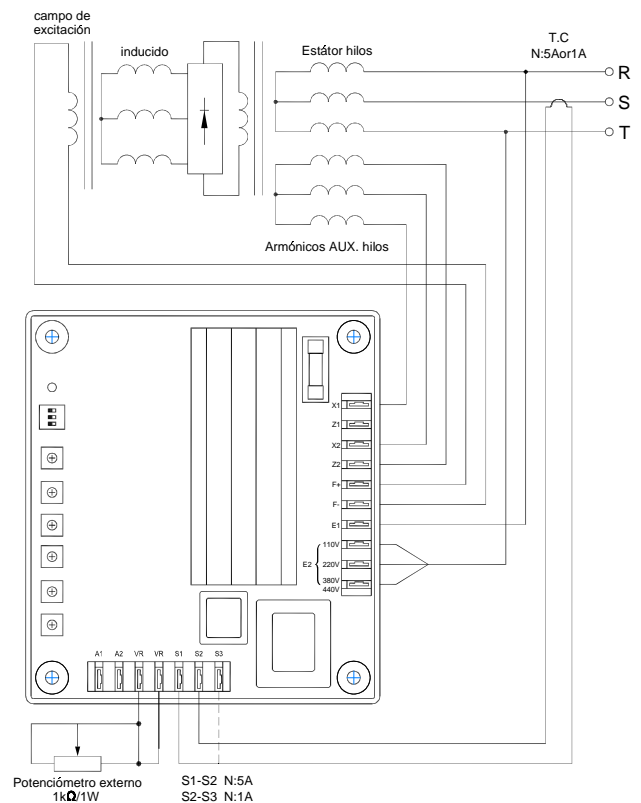 campo de
excitación
inducido
Estátor hilos
T.C
N:5Aor1A
R
S
T
Armónicos AUX. hilos
X1
Z1
X2
Z2
F+
F-
E1
110V
E2
220V
380V
440V
A1 A2 VR VR S1 S2 S3
Potenciómetro externo
1kΩ/1W
S1-S2 N:5A
S2-S3 N:1A